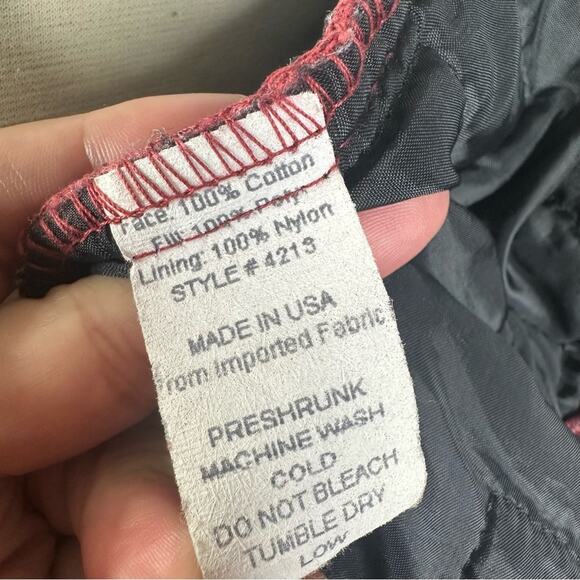 Face: 100% Cotton
Fill: 100% Poly
Lining: 100% Nylon
STYLE # 4213
MADE IN USA
From Imported Fabric
PRESHRUNK
MACHINE WASH
COLD
DO NOT BLEACH
TUMBLE DRY
LOW